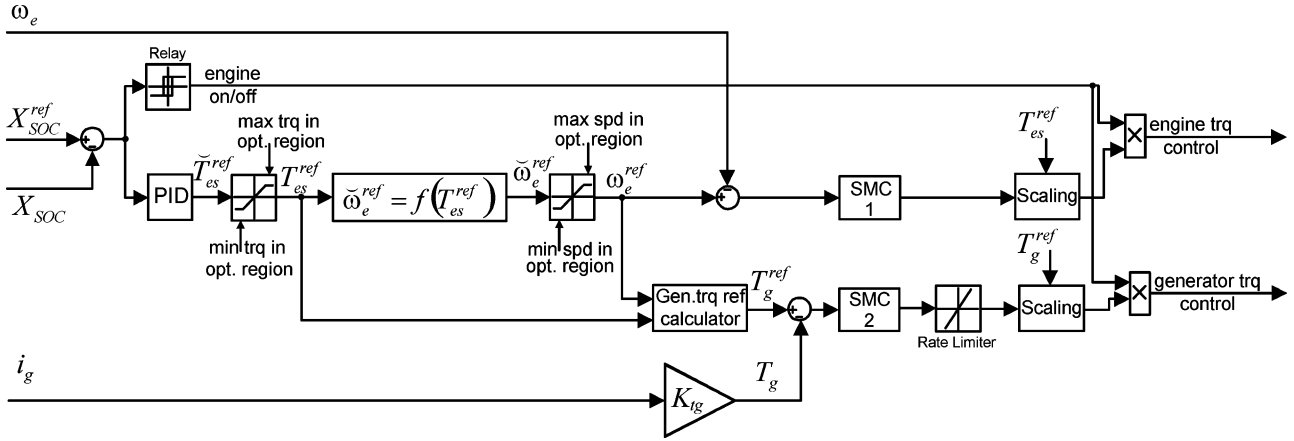 ω_e
Relay
engine
on/off
X_SOC^ref
X_SOC
PID
T̆_es^ref
max trq in
opt. region
min trq in
opt. region
T_es^ref
ω̆_e^ref = f(T_es^ref)
ω̆_e^ref
max spd in
opt. region
min spd in
opt. region
ω_e^ref
SMC
1
T_es^ref
Scaling
×
engine trq
control
Gen.trq ref
calculator
T_g^ref
SMC
2
Rate Limiter
T_g^ref
Scaling
×
generator trq
control
i_g
K_tg
T_g